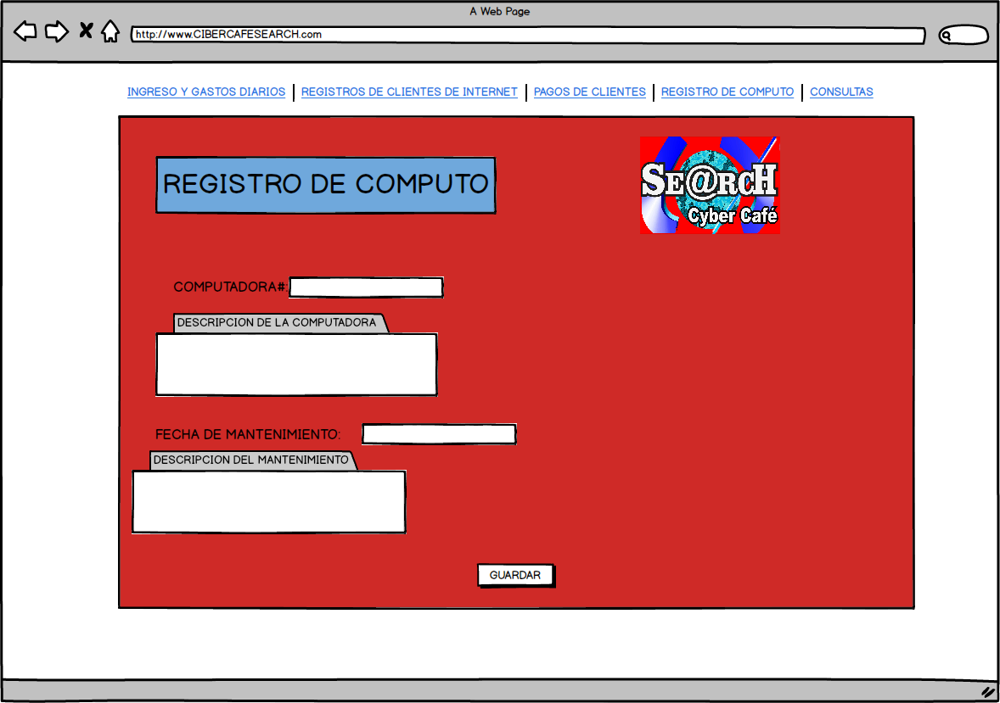 A Web Page
http://www.CIBERCAFESEARCH.com
INGRESO Y GASTOS DIARIOS | REGISTROS DE CLIENTES DE INTERNET | PAGOS DE CLIENTES | REGISTRO DE COMPUTO | CONSULTAS
REGISTRO DE COMPUTO
SE@RCH
Cyber Café
COMPUTADORA#:
DESCRIPCION DE LA COMPUTADORA
FECHA DE MANTENIMIENTO:
DESCRIPCION DEL MANTENIMIENTO
GUARDAR